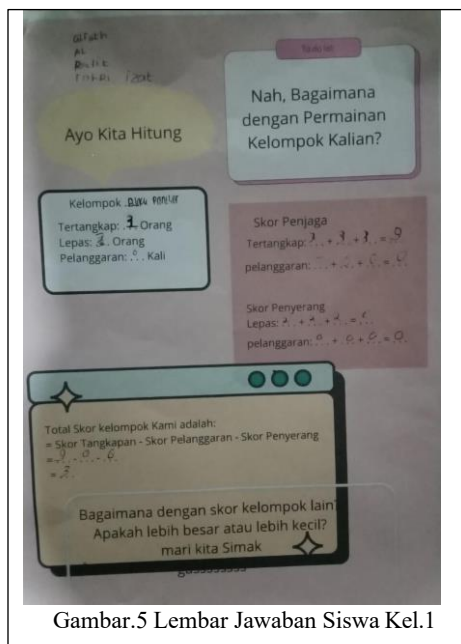 alfath
AL
Ayo Kita Hitung
Nah, Bagaimana
dengan Permainan
Kelompok Kalian?
Kelompok
Tertangkap: 3 Orang
Lepas: 3. Orang
Pelanggaran: 0. Kali
Skor Penjaga
Tertangkap: 3 + 3 + 3 = 9
pelanggaran: + 0 + 0 = 0
Skor Penyerang
Lepas: 2 + 2 + 2 = 6
pelanggaran: 0 + 0 + 0 = 0
Total Skor kelompok Kami adalah:
= Skor Tangkapan - Skor Pelanggaran - Skor Penyerang
= 9 - 0 - 6
= 3
Bagaimana dengan skor kelompok lain?
Apakah lebih besar atau lebih kecil?
mari kita Simak
Gambar.5 Lembar Jawaban Siswa Kel.1